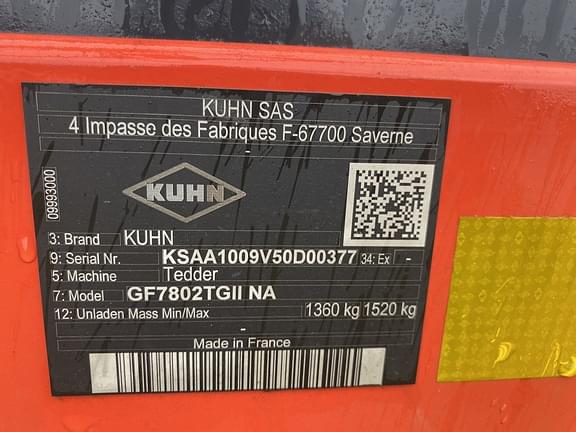 KUHN SAS
4 Impasse des Fabriques F-67700 Saverne
-
09993000
KUHN
3: Brand KUHN
9: Serial Nr. KSAA1009V50D00377 34: Ex -
5: Machine Tedder
7: Model GF7802TGII NA
12: Unladen Mass Min/Max 1360 kg 1520 kg
-
Made in France